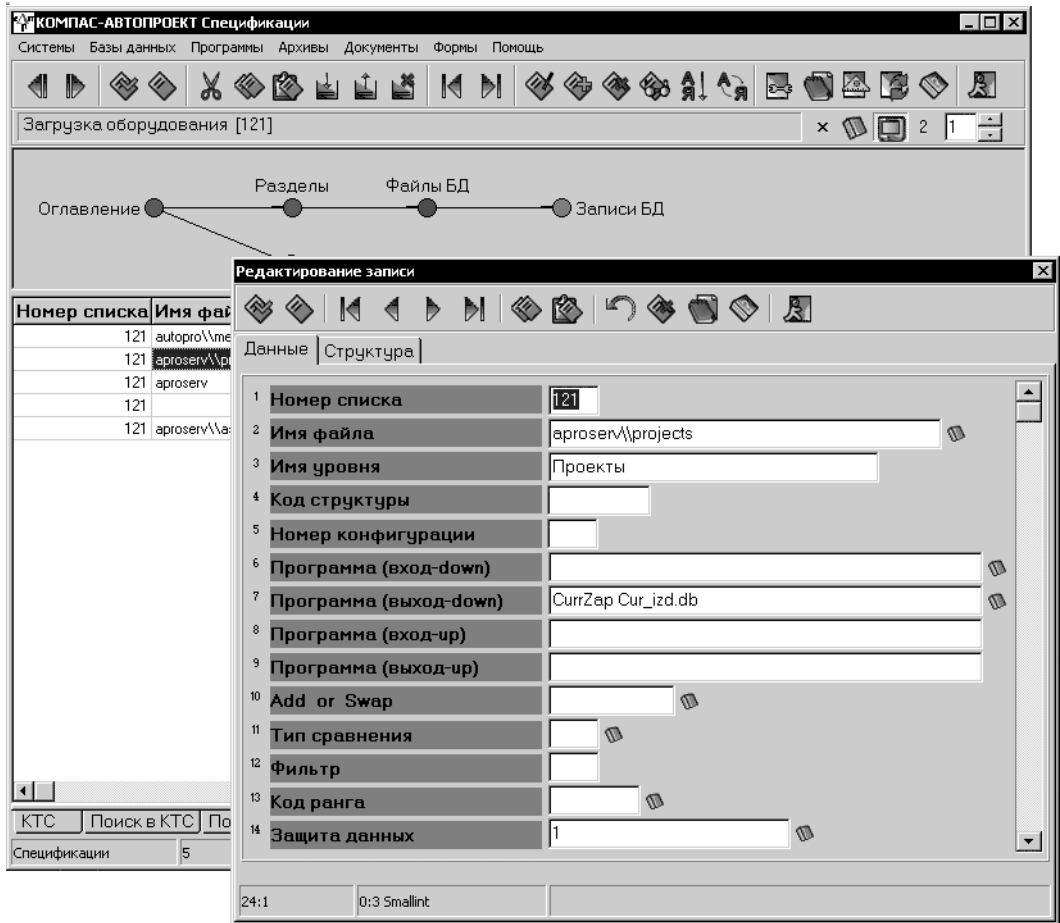 КОМПАС-АВТОПРОЕКТ Спецификации
Системы Базы данных Программы Архивы Документы Формы Помощь
Загрузка оборудования [121]
2 1
Разделы Файлы БД
Оглавление Записи БД
Редактирование записи
Номер списка Имя фай
121 autopro\\me
121 aproserv\\pr
121 aproserv
121
121 aproserv\\a
Данные Структура
1 Номер списка 121
2 Имя файла aproserv\\projects
3 Имя уровня Проекты
4 Код структуры
5 Номер конфигурации
6 Программа (вход-down)
7 Программа (выход-down) CurrZap Cur_izd.db
8 Программа (вход-up)
9 Программа (выход-up)
10 Add or Swap
11 Тип сравнения
12 Фильтр
13 Код ранга
14 Защита данных 1
КТС Поиск в КТС По
Спецификации 5
24:1 0:3 Smallint